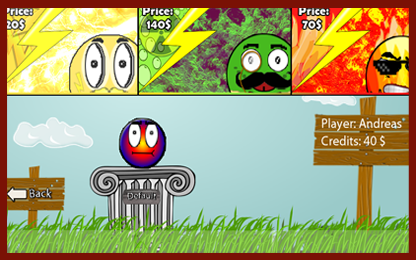 Price:
20$
Price:
140$
Price:
70$
Player: Andreas
Credits: 40 $
Back
Default